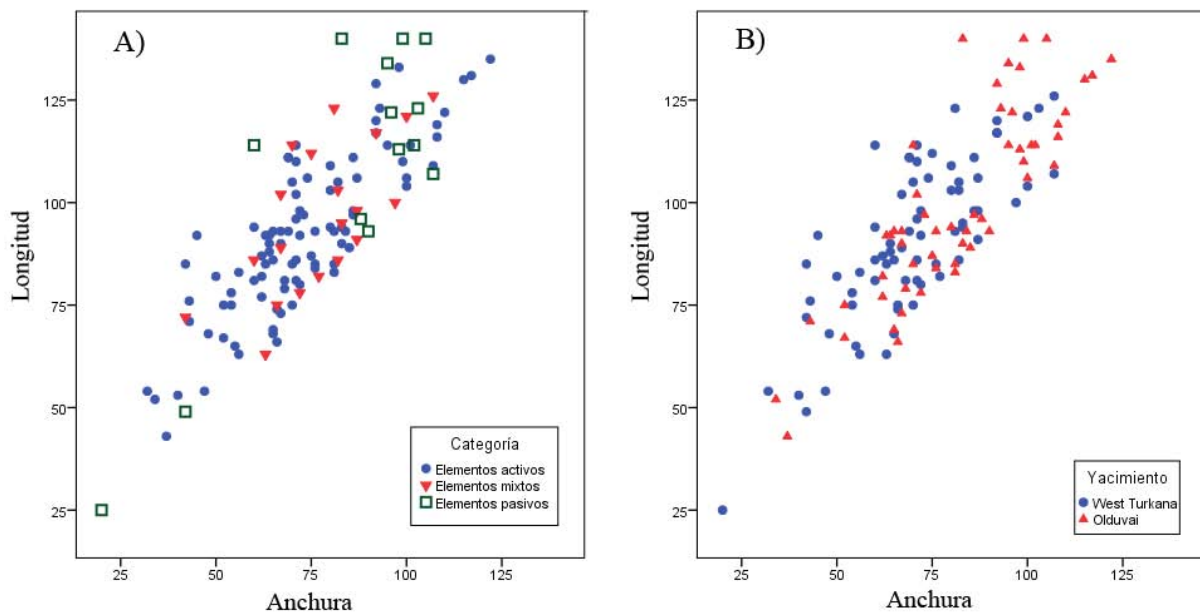 A)
Longitud
125
100
75
50
25
25 50 75 100 125
Anchura
Categoría
Elementos activos
Elementos mixtos
Elementos pasivos
B)
Longitud
125
100
75
50
25
25 50 75 100 125
Anchura
Yacimiento
West Turkana
Olduvai